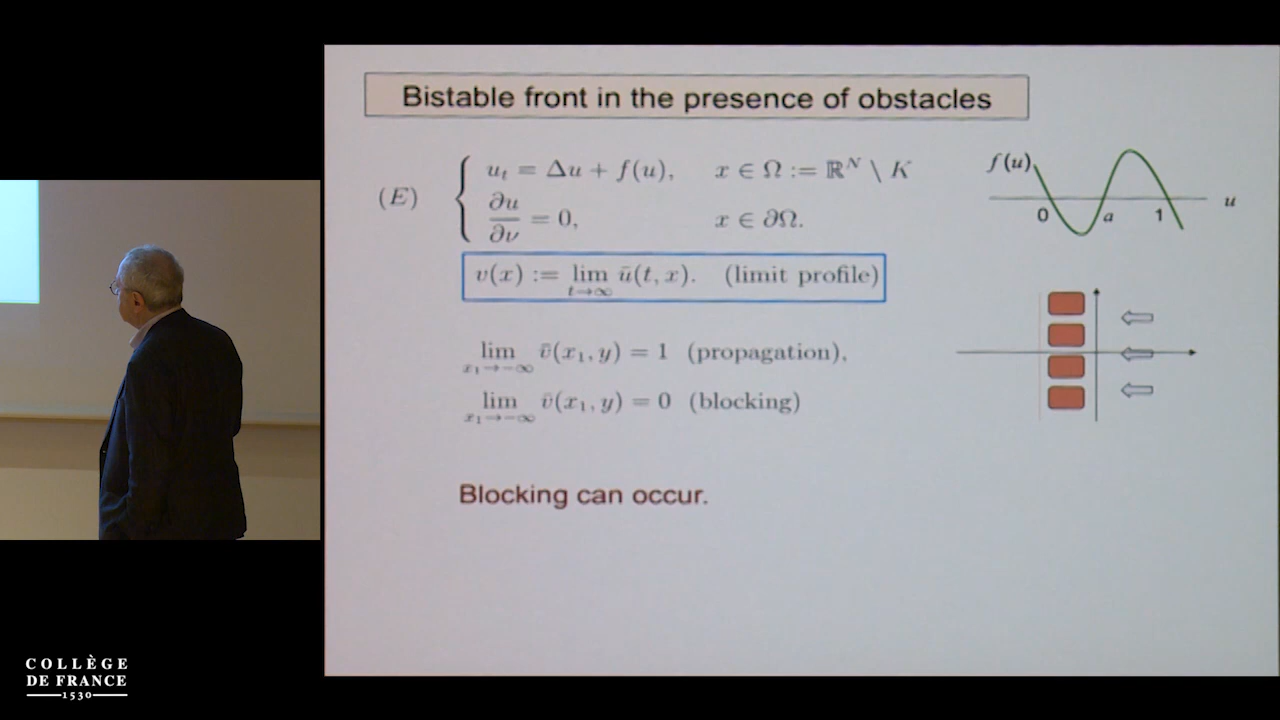 Bistable front in the presence of obstacles
(E)
u_t = Δu + f(u), x ∈ Ω := ℝ^N \ K
∂u/∂ν = 0, x ∈ ∂Ω.
v(x) := lim_{t→∞} ū(t, x). (limit profile)
lim_{x₁→−∞} v̄(x₁, y) = 1 (propagation),
lim_{x₁→−∞} v̄(x₁, y) = 0 (blocking)
Blocking can occur.
f(u)
u
0 a 1
COLLÈGE
DE FRANCE
1530